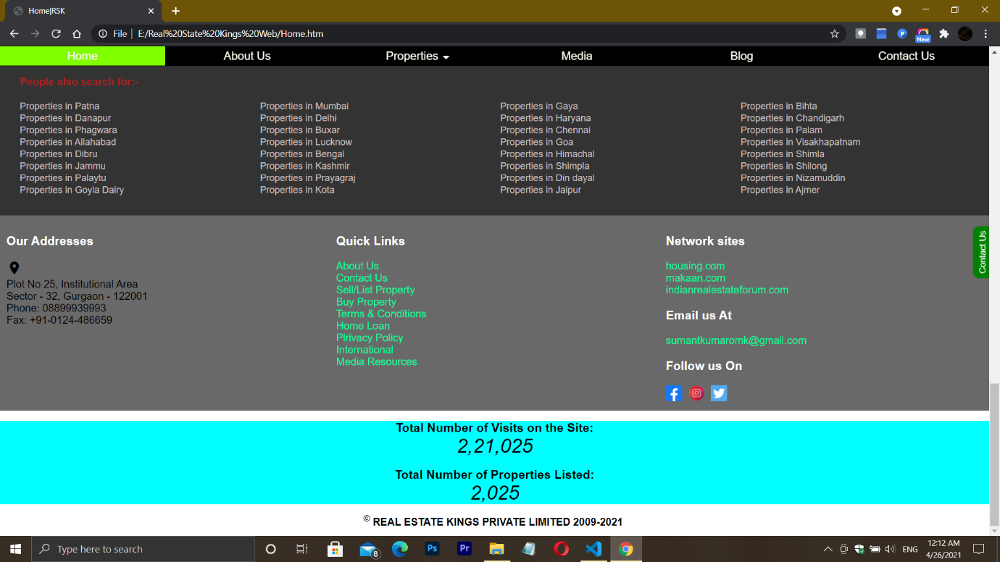 Home|RSK
File
E:/Real%20State%20Kings%20Web/Home.htm
New
Home About Us Properties Media Blog Contact Us
People also search for:-
Properties in Patna
Properties in Danapur
Properties in Phagwara
Properties in Allahabad
Properties in Dibru
Properties in Jammu
Properties in Palaytu
Properties in Goyla Dairy
Properties in Mumbai
Properties in Delhi
Properties in Buxar
Properties in Lucknow
Properties in Bengal
Properties in Kashmir
Properties in Prayagraj
Properties in Kota
Properties in Gaya
Properties in Haryana
Properties in Chennai
Properties in Goa
Properties in Himachal
Properties in Shimpla
Properties in Din dayal
Properties in Jaipur
Properties in Bihta
Properties in Chandigarh
Properties in Palam
Properties in Visakhapatnam
Properties in Shimla
Properties in Shilong
Properties in Nizamuddin
Properties in Ajmer
Our Addresses
Plot No 25, Institutional Area
Sector - 32, Gurgaon - 122001
Phone: 08899939993
Fax: +91-0124-486659
Quick Links
About Us
Contact Us
Sell/List Property
Buy Property
Terms & Conditions
Home Loan
Plrivacy Policy
International
Media Resources
Network sites
housing.com
makaan.com
indianrealestateforum.com
Email us At
sumantkumaromk@gmail.com
Follow us On
Contact Us
Total Number of Visits on the Site:
2,21,025
Total Number of Properties Listed:
2,025
© REAL ESTATE KINGS PRIVATE LIMITED 2009-2021
Type here to search
8
Ps
Pr
ENG
12:12 AM
4/26/2021